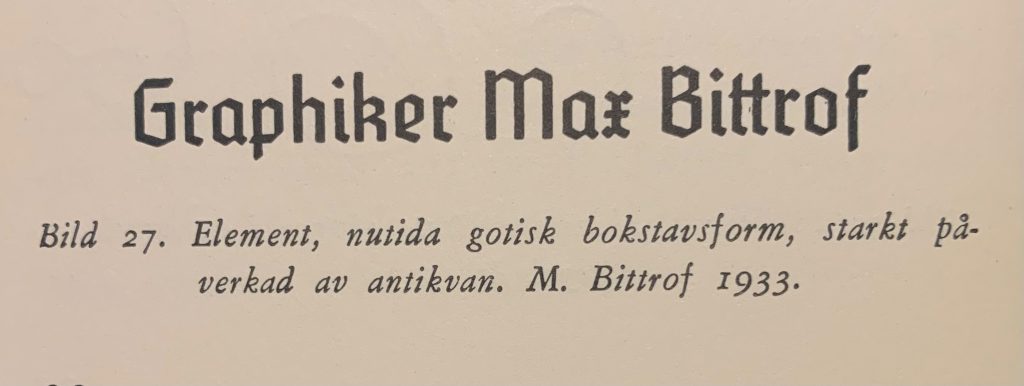 Graphiker Max Bittrof
Bild 27. Element, nutida gotisk bokstavsform, starkt på-
verkad av antikvan. M. Bittrof 1933.